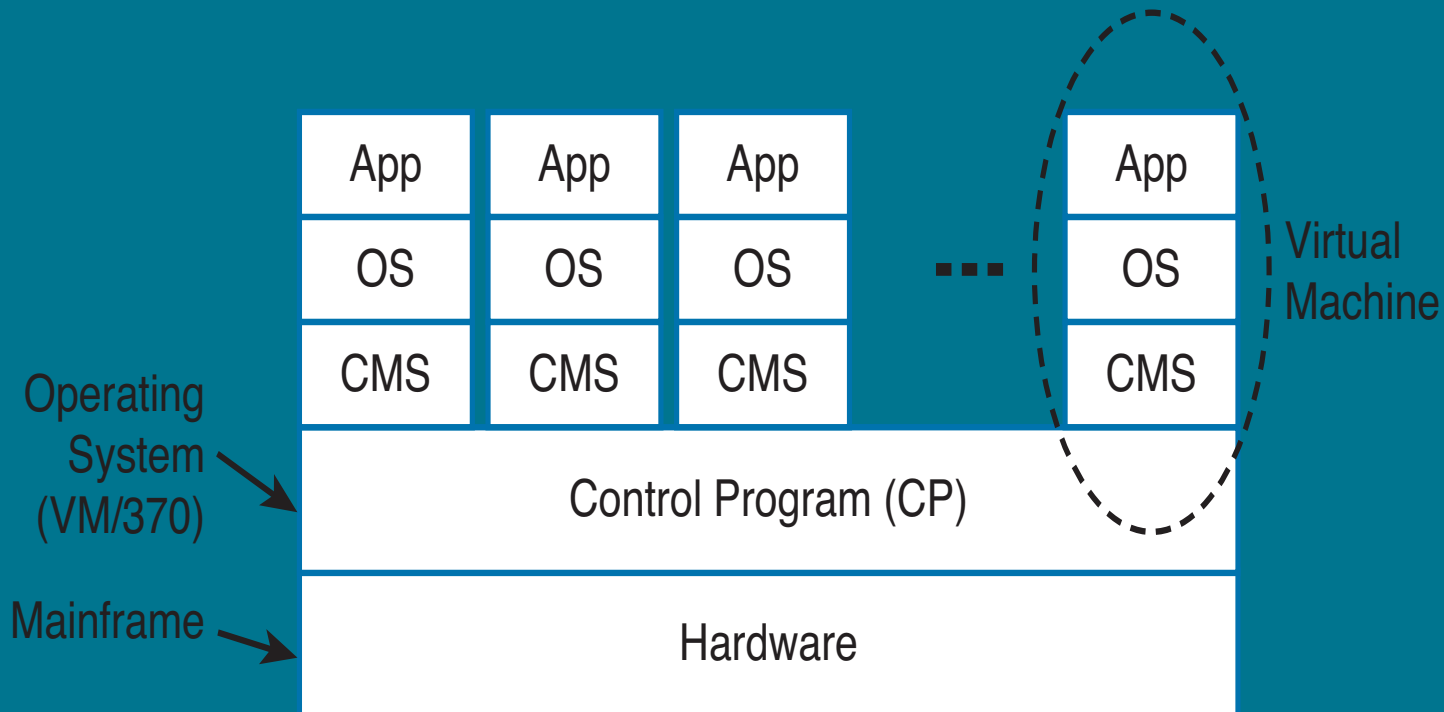 App App App App
OS OS OS OS
CMS CMS CMS CMS
Virtual
Machine
Operating
System
(VM/370)
Control Program (CP)
Mainframe
Hardware